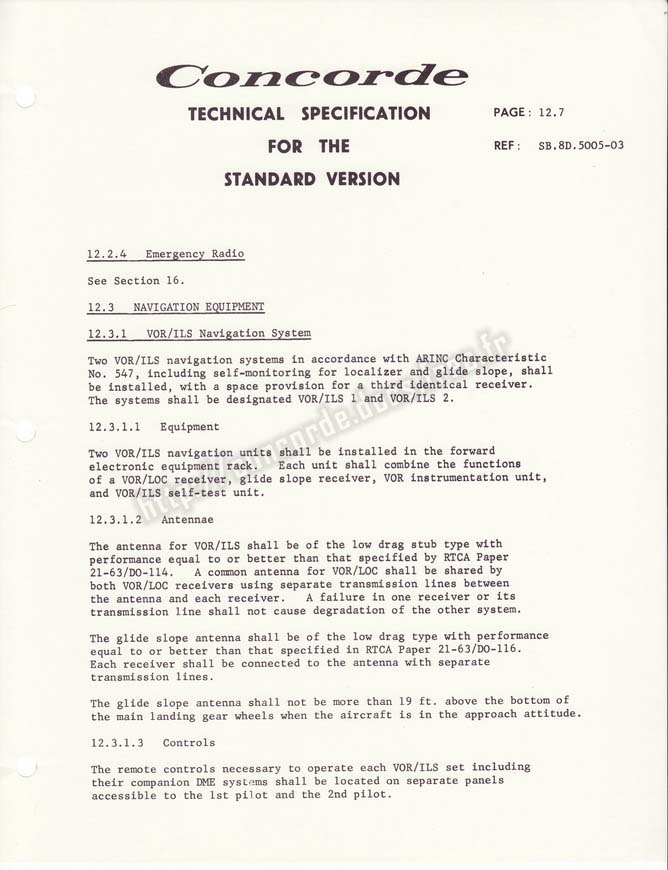 Concorde
TECHNICAL SPECIFICATION
PAGE: 12.7
FOR THE
REF: SB.8D.5005-03
STANDARD VERSION
12.2.4 Emergency Radio
See Section 16.
12.3 NAVIGATION EQUIPMENT
12.3.1 VOR/ILS Navigation System
Two VOR/ILS navigation systems in accordance with ARINC Characteristic
No. 547, including self-monitoring for localizer and glide slope, shall
be installed, with a space provision for a third identical receiver.
The systems shall be designated VOR/ILS 1 and VOR/ILS 2.
12.3.1.1 Equipment
Two VOR/ILS navigation units shall be installed in the forward
electronic equipment rack. Each unit shall combine the functions
of a VOR/LOC receiver, glide slope receiver, VOR instrumentation unit,
and VOR/ILS self-test unit.
12.3.1.2 Antennae
The antenna for VOR/ILS shall be of the low drag stub type with
performance equal to or better than that specified by RTCA Paper
21-63/DO-114. A common antenna for VOR/LOC shall be shared by
both VOR/LOC receivers using separate transmission lines between
the antenna and each receiver. A failure in one receiver or its
transmission line shall not cause degradation of the other system.
The glide slope antenna shall be of the low drag type with performance
equal to or better than that specified in RTCA Paper 21-63/DO-116.
Each receiver shall be connected to the antenna with separate
transmission lines.
The glide slope antenna shall not be more than 19 ft. above the bottom of
the main landing gear wheels when the aircraft is in the approach attitude.
12.3.1.3 Controls
The remote controls necessary to operate each VOR/ILS set including
their companion DME systems shall be located on separate panels
accessible to the 1st pilot and the 2nd pilot.